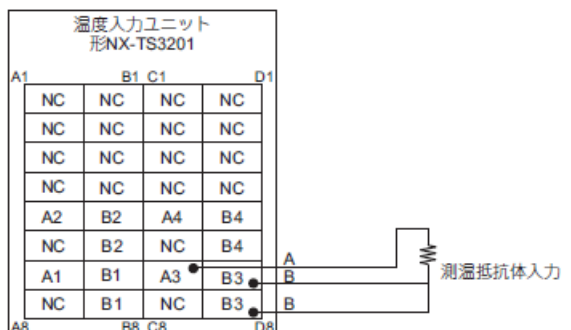 温度入力ユニット
形NX-TS3201
A1 B1 C1 D1
NC NC NC NC
NC NC NC NC
NC NC NC NC
NC NC NC NC
A2 B2 A4 B4
NC B2 NC B4
A
A1 B1 A3 B3 B
測温抵抗体入力
NC B1 NC B3 B
A8 B8 C8 D8